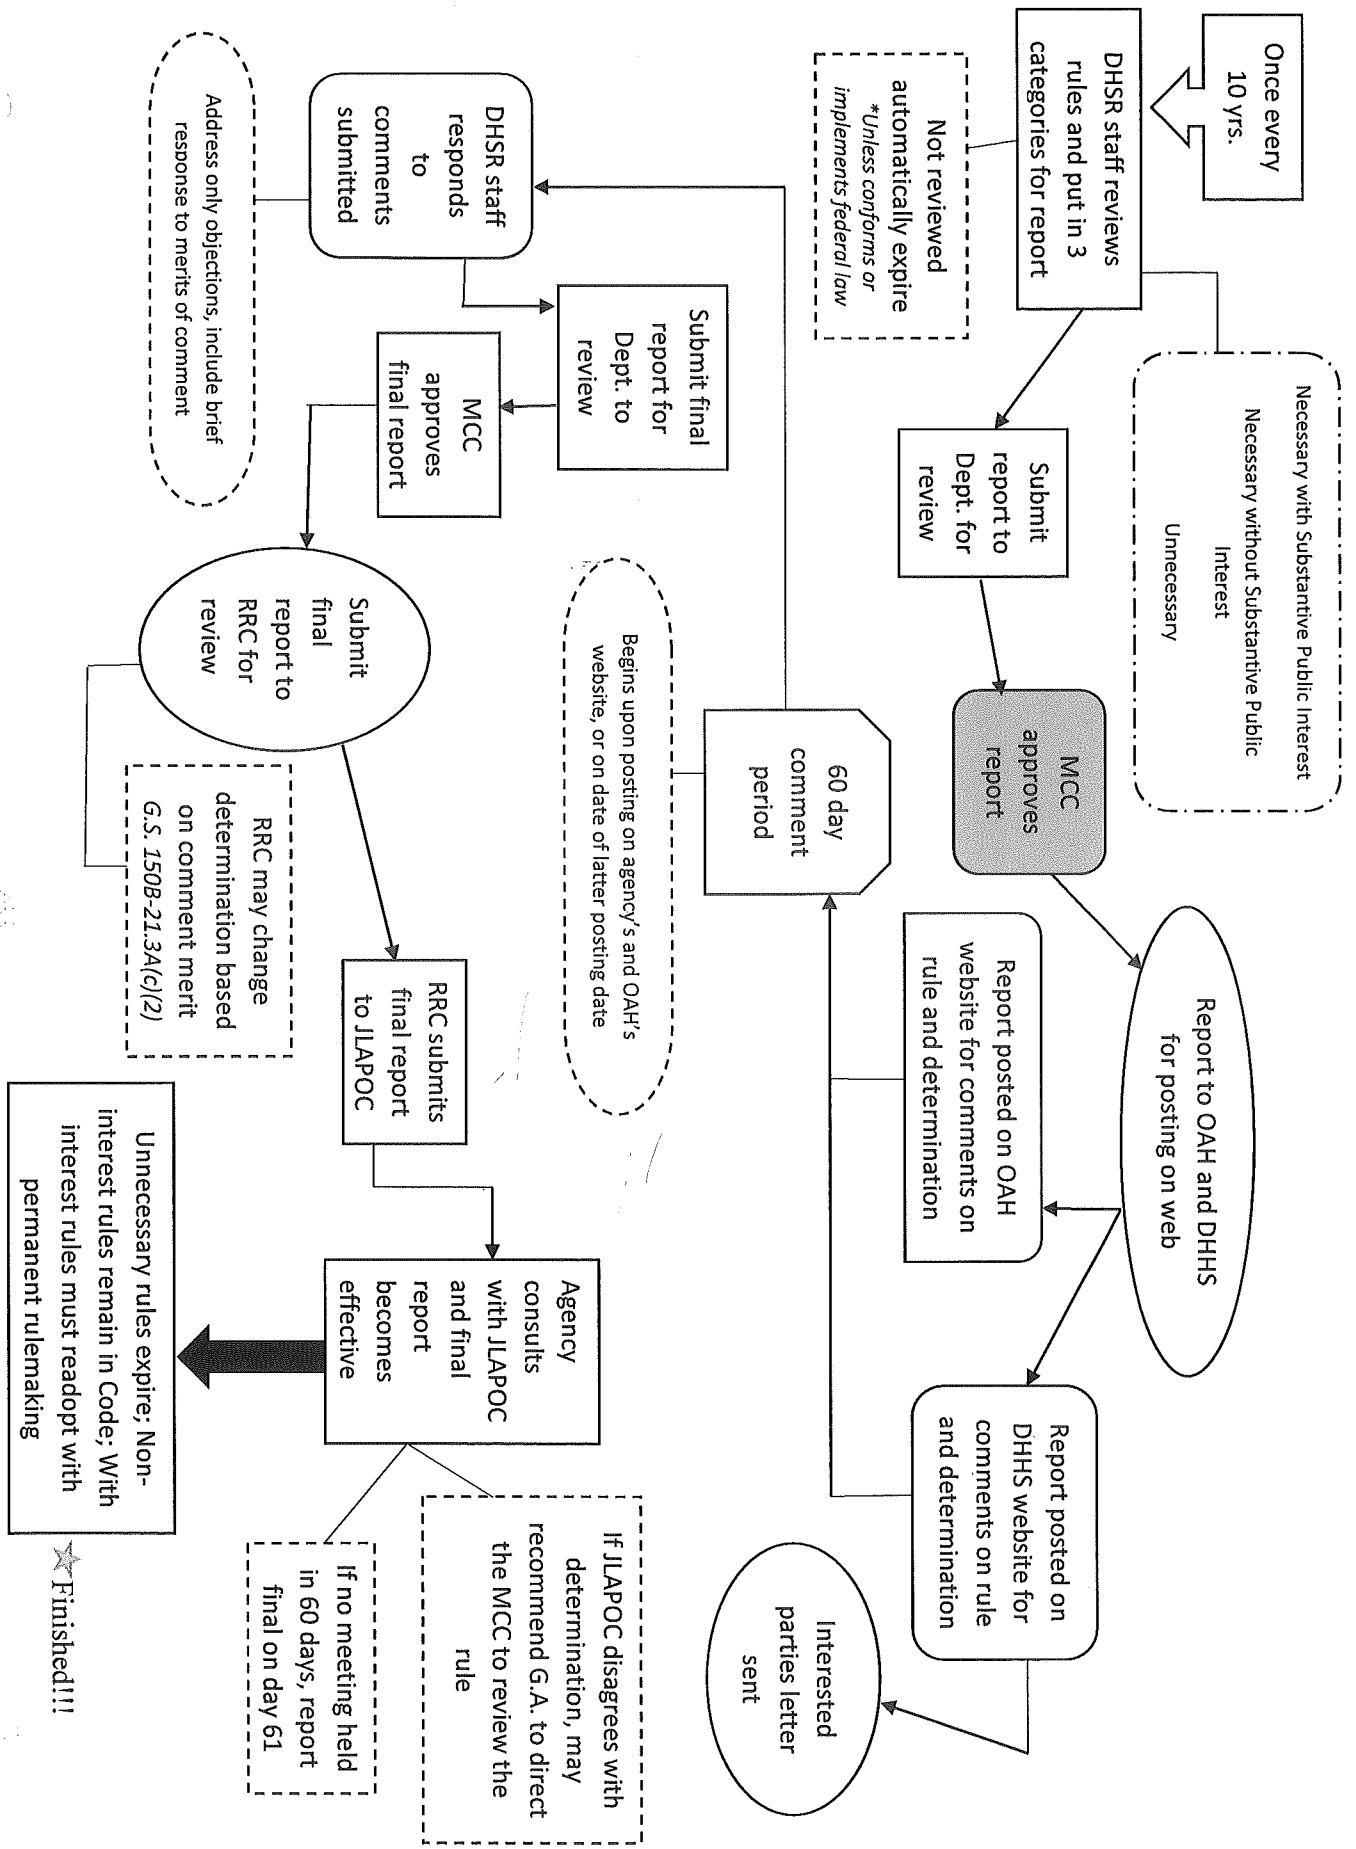 Once every
10 yrs.
DHSR staff reviews
rules and put in 3
categories for report
Not reviewed
automatically expire
*Unless conforms or
implements federal law
Necessary with Substantive Public Interest
Necessary without Substantive Public
Interest
Unnecessary
Submit
report to
Dept. for
review
MCC
approves
report
Report to OAH and DHHS
for posting on web
Report posted on OAH
website for comments on
rule and determination
Report posted on
DHHS website for
comments on rule
and determination
Interested
parties letter
sent
60 day
comment
period
Begins upon posting on agency's and OAH's
website, or on date of latter posting date
DHSR staff
responds
to
comments
submitted
Address only objections, include brief
response to merits of comment
Submit final
report for
Dept. to
review
MCC
approves
final report
Submit
final
report to
RRC for
review
RRC may change
determination based
on comment merit
G.S. 150B-21.3A(c)(2)
RRC submits
final report
to JLAPOC
Agency
consults
with JLAPOC
and final
report
becomes
effective
If JLAPOC disagrees with
determination, may
recommend G.A. to direct
the MCC to review the
rule
If no meeting held
in 60 days, report
final on day 61
Unnecessary rules expire; Non-
interest rules remain in Code; With
interest rules must readopt with
permanent rulemaking
Finished!!!